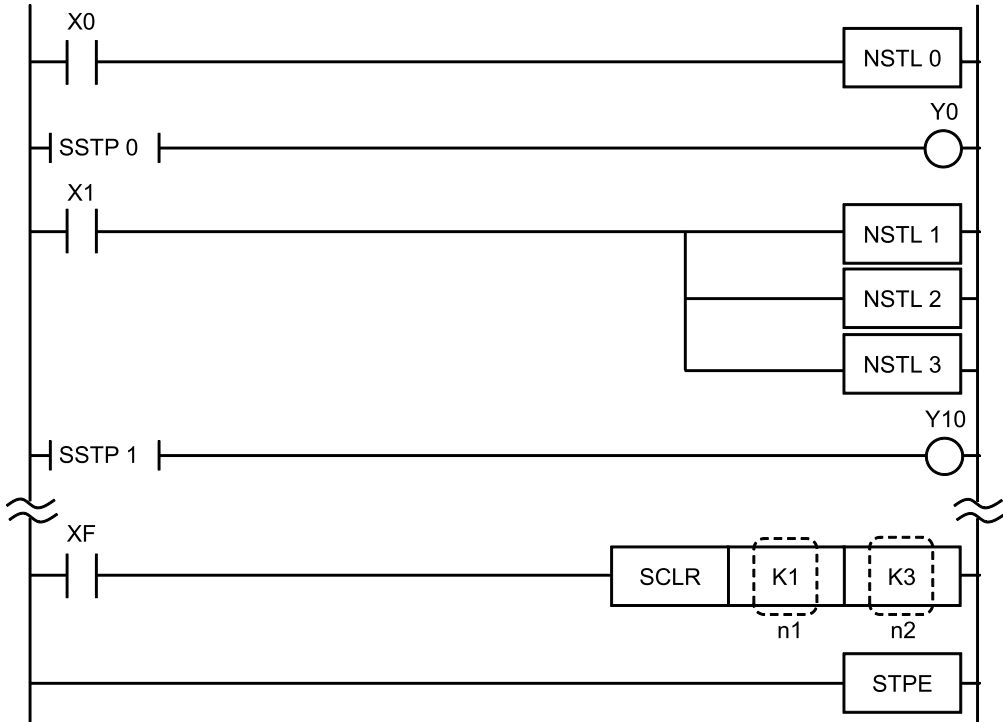 X0
NSTL 0
Y0
SSTP 0
X1
NSTL 1
NSTL 2
NSTL 3
Y10
SSTP 1
XF
SCLR K1 K3
n1 n2
STPE